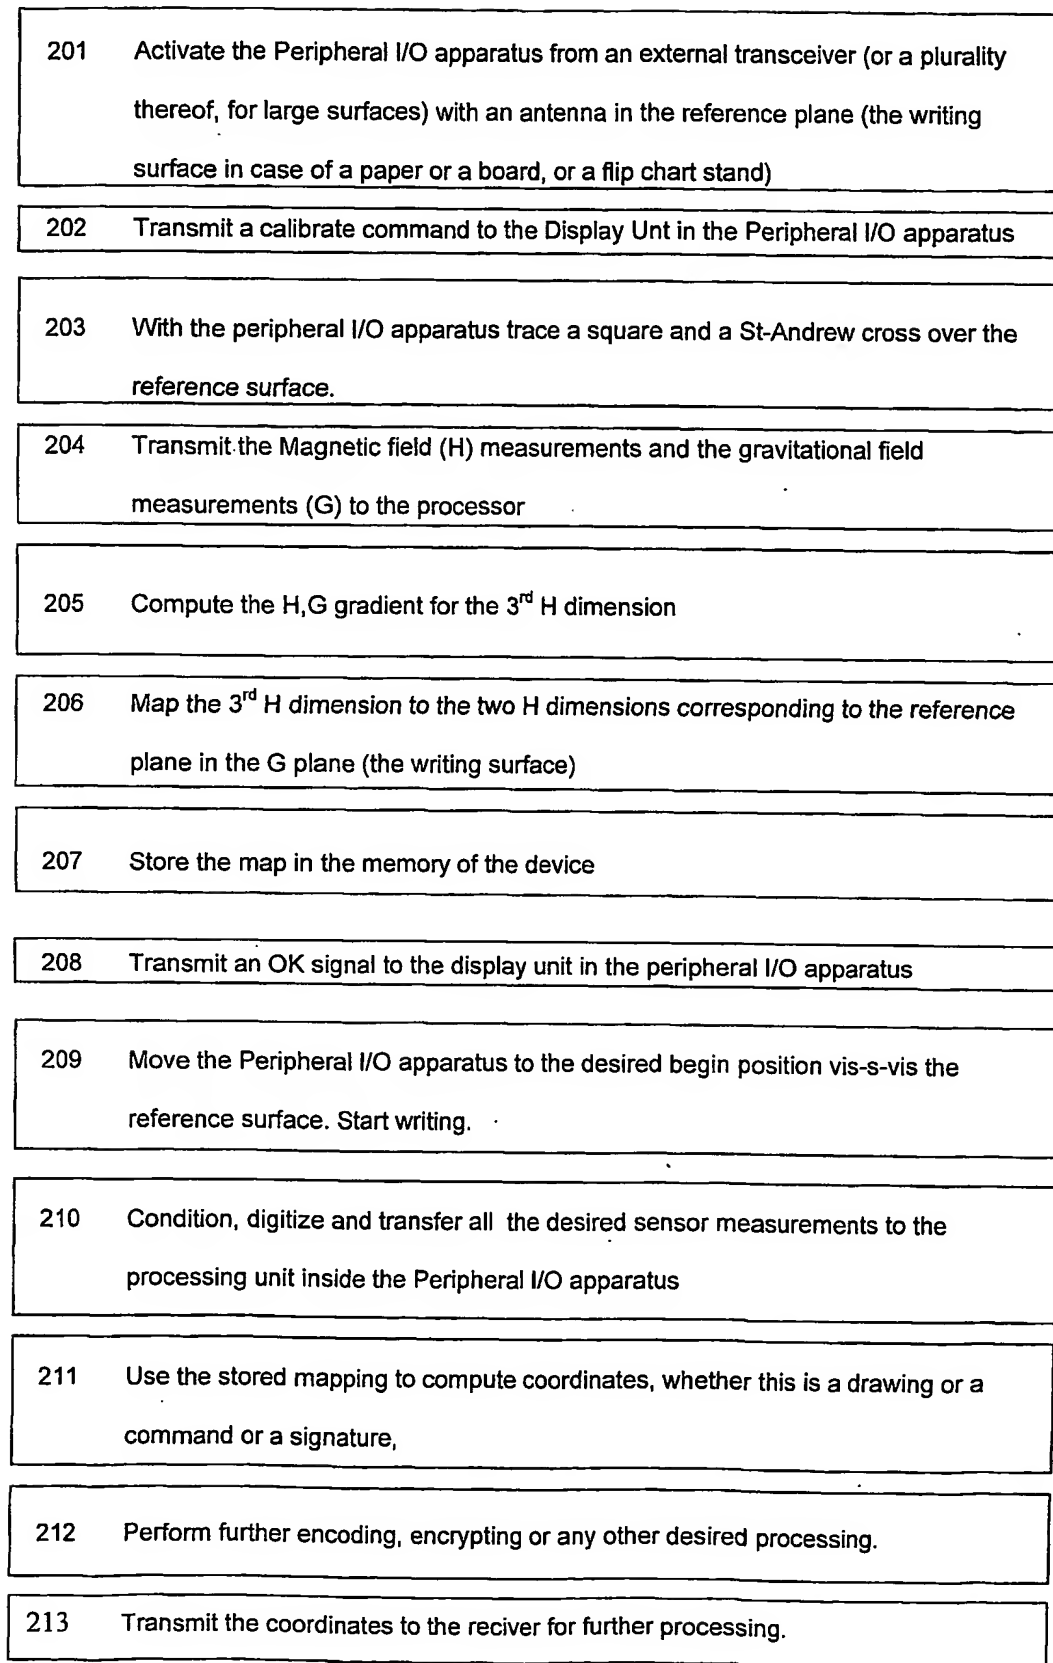 201 Activate the Peripheral I/O apparatus from an external transceiver (or a plurality
thereof, for large surfaces) with an antenna in the reference plane (the writing
surface in case of a paper or a board, or a flip chart stand)
202 Transmit a calibrate command to the Display Unt in the Peripheral I/O apparatus
203 With the peripheral I/O apparatus trace a square and a St-Andrew cross over the
reference surface.
204 Transmit the Magnetic field (H) measurements and the gravitational field
measurements (G) to the processor
205 Compute the H,G gradient for the 3rd H dimension
206 Map the 3rd H dimension to the two H dimensions corresponding to the reference
plane in the G plane (the writing surface)
207 Store the map in the memory of the device
208 Transmit an OK signal to the display unit in the peripheral I/O apparatus
209 Move the Peripheral I/O apparatus to the desired begin position vis-s-vis the
reference surface. Start writing.
210 Condition, digitize and transfer all the desired sensor measurements to the
processing unit inside the Peripheral I/O apparatus
211 Use the stored mapping to compute coordinates, whether this is a drawing or a
command or a signature,
212 Perform further encoding, encrypting or any other desired processing.
213 Transmit the coordinates to the reciver for further processing.